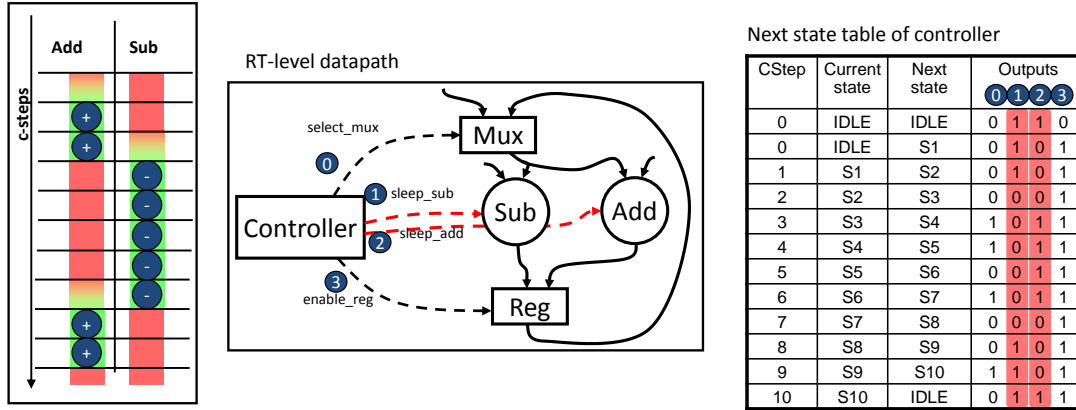 Add Sub
c-steps
+
+
-
-
-
-
-
+
+
RT-level datapath
select_mux
Mux
0
1 sleep_sub
Sub
Add
Controller
2 sleep_add
3
enable_reg
Reg
Next state table of controller
CStep Current state Next state Outputs
0 1 2 3
0 IDLE IDLE 0 1 1 0
0 IDLE S1 0 1 0 1
1 S1 S2 0 1 0 1
2 S2 S3 0 0 0 1
3 S3 S4 1 0 1 1
4 S4 S5 1 0 1 1
5 S5 S6 0 0 1 1
6 S6 S7 1 0 1 1
7 S7 S8 0 0 0 1
8 S8 S9 0 1 0 1
9 S9 S10 1 1 0 1
10 S10 IDLE 0 1 1 1